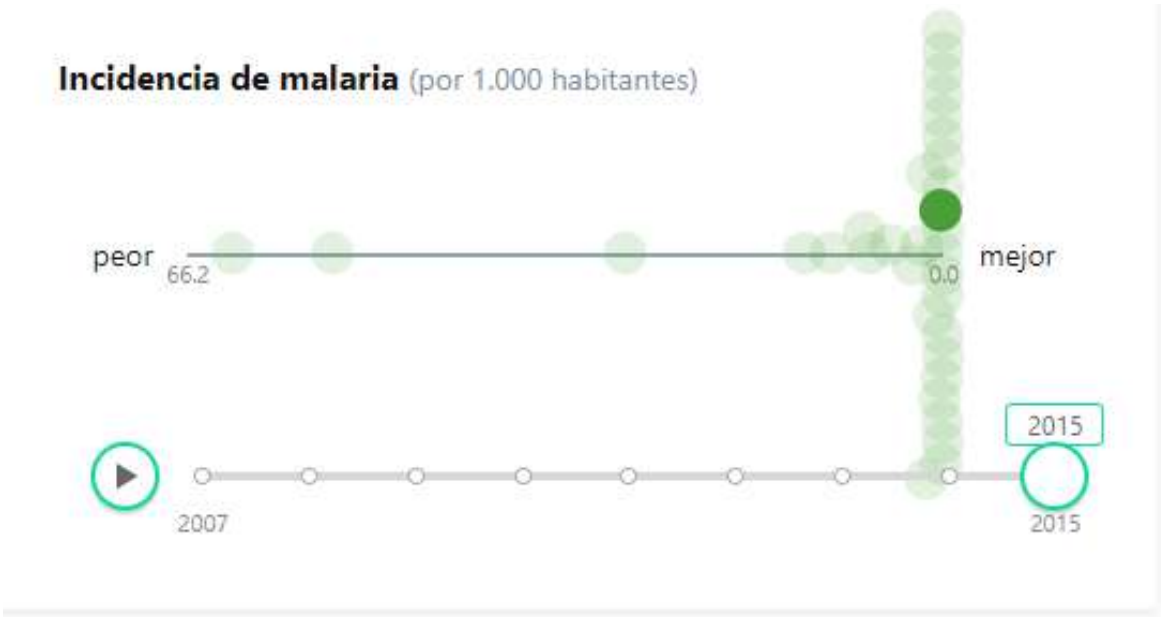 Incidencia de malaria (por 1.000 habitantes)
peor
66.2
0.0
mejor
2015
2007
2015